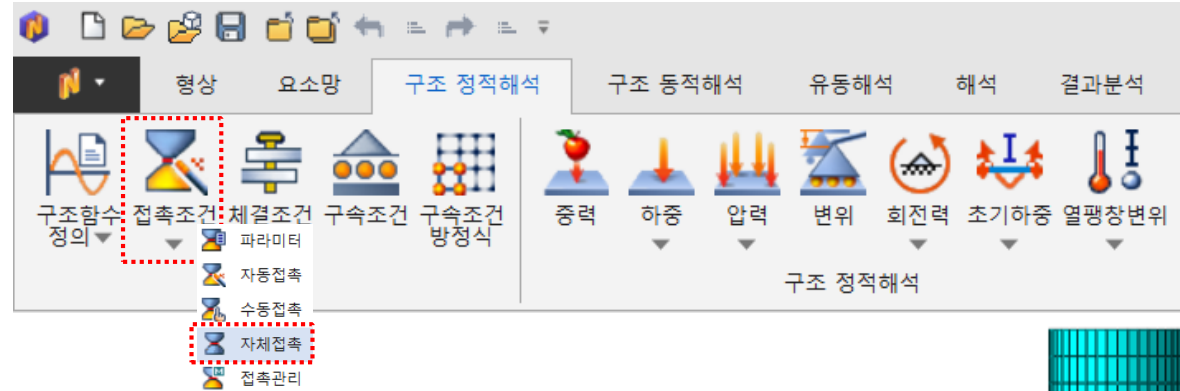 형상 요소망 구조 정적해석 구조 동적해석 유동해석 해석 결과분석
구조함수 접촉조건 체결조건 구속조건 구속조건 중력 하중 압력 변위 회전력 초기하중 열팽창변위
정의 방정식
파라미터
자동접촉
수동접촉
자체접촉
접촉관리
구조 정적해석